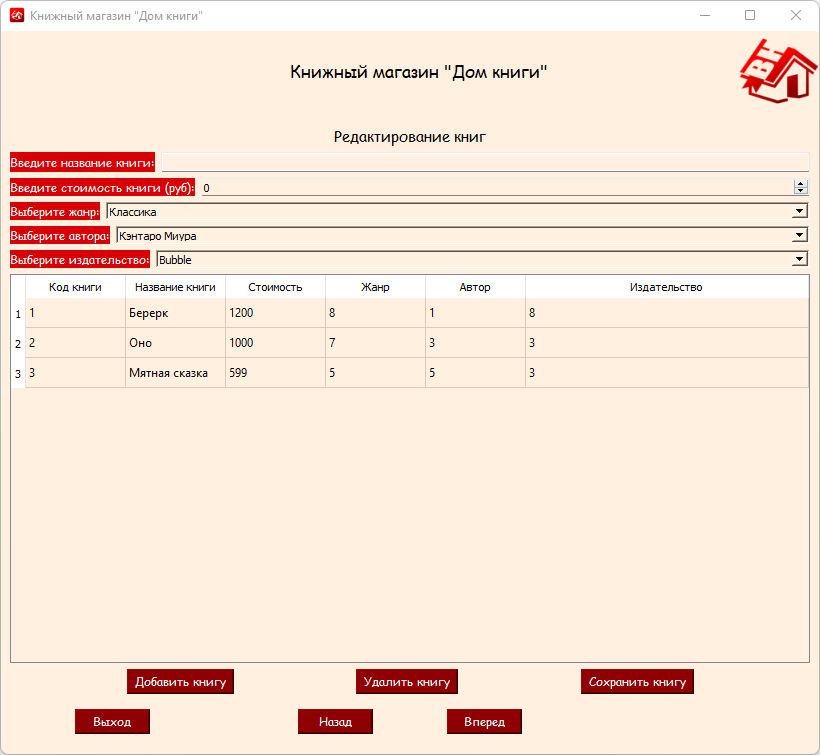 Книжный магазин "Дом книги"
Книжный магазин "Дом книги"
Редактирование книг
Введите название книги:
Введите стоимость книги (руб): 0
Выберите жанр: Классика
Выберите автора: Кэнтаро Миура
Выберите издательство: Bubble
Код книги Название книги Стоимость Жанр Автор Издательство
1 1 Берерк 1200 8 1 8
2 2 Оно 1000 7 3 3
3 3 Мятная сказка 599 5 5 3
Добавить книгу Удалить книгу Сохранить книгу
Выход Назад Вперед